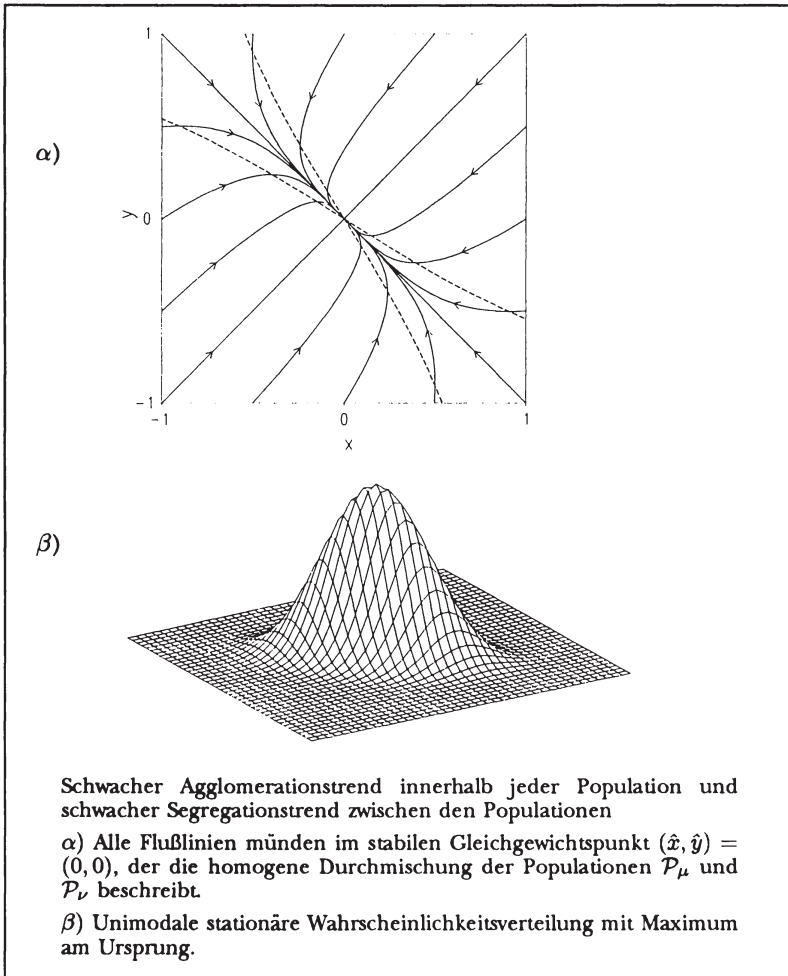 1
α)
y
0
-1
-1
0
1
x
β)
Schwacher Agglomerationstrend innerhalb jeder Population und
schwacher Segregationstrend zwischen den Populationen
α) Alle Flußlinien münden im stabilen Gleichgewichtspunkt (x̂, ŷ) =
(0, 0), der die homogene Durchmischung der Populationen 𝒫μ und
𝒫ν beschreibt.
β) Unimodale stationäre Wahrscheinlichkeitsverteilung mit Maximum
am Ursprung.